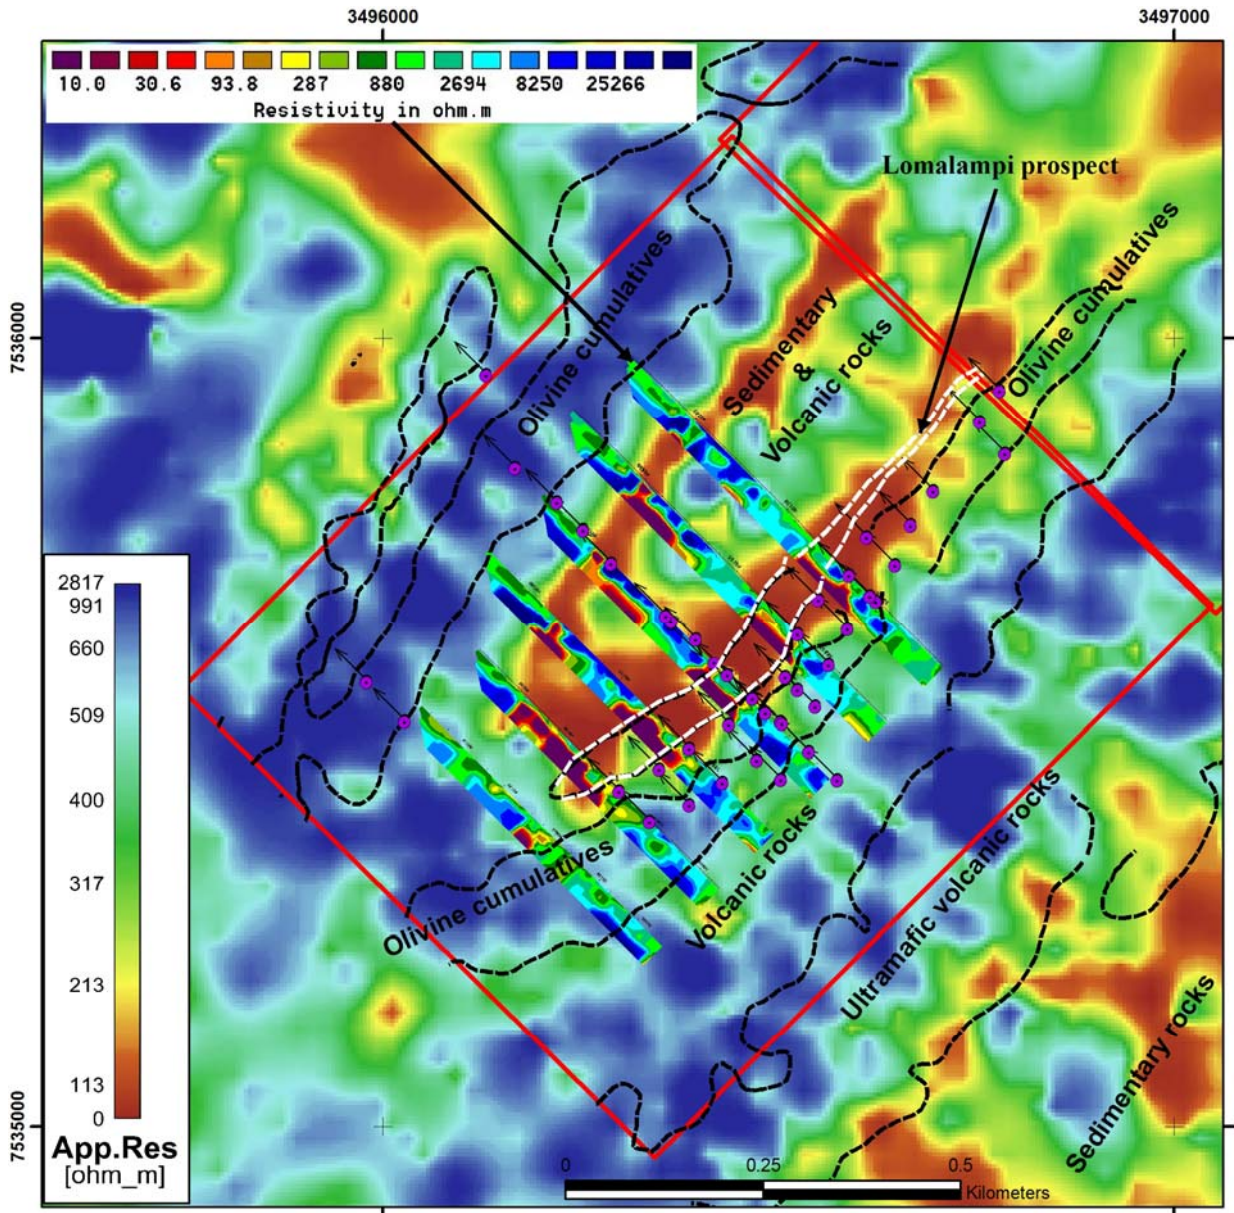 3496000
3497000
10.0 30.6 93.8 287 880 2694 8250 25266
Resistivity in ohm.m
Lomalampi prospect
7536000
Olivine cumulatives
Sedimentary
&
Volcanic rocks
Olivine cumulatives
2817
991
660
509
400
317
213
113
0
App.Res
[ohm_m]
Olivine cumulatives
Volcanic rocks
Ultramafic volcanic rocks
Sedimentary rocks
7535000
0 0.25 0.5
Kilometers